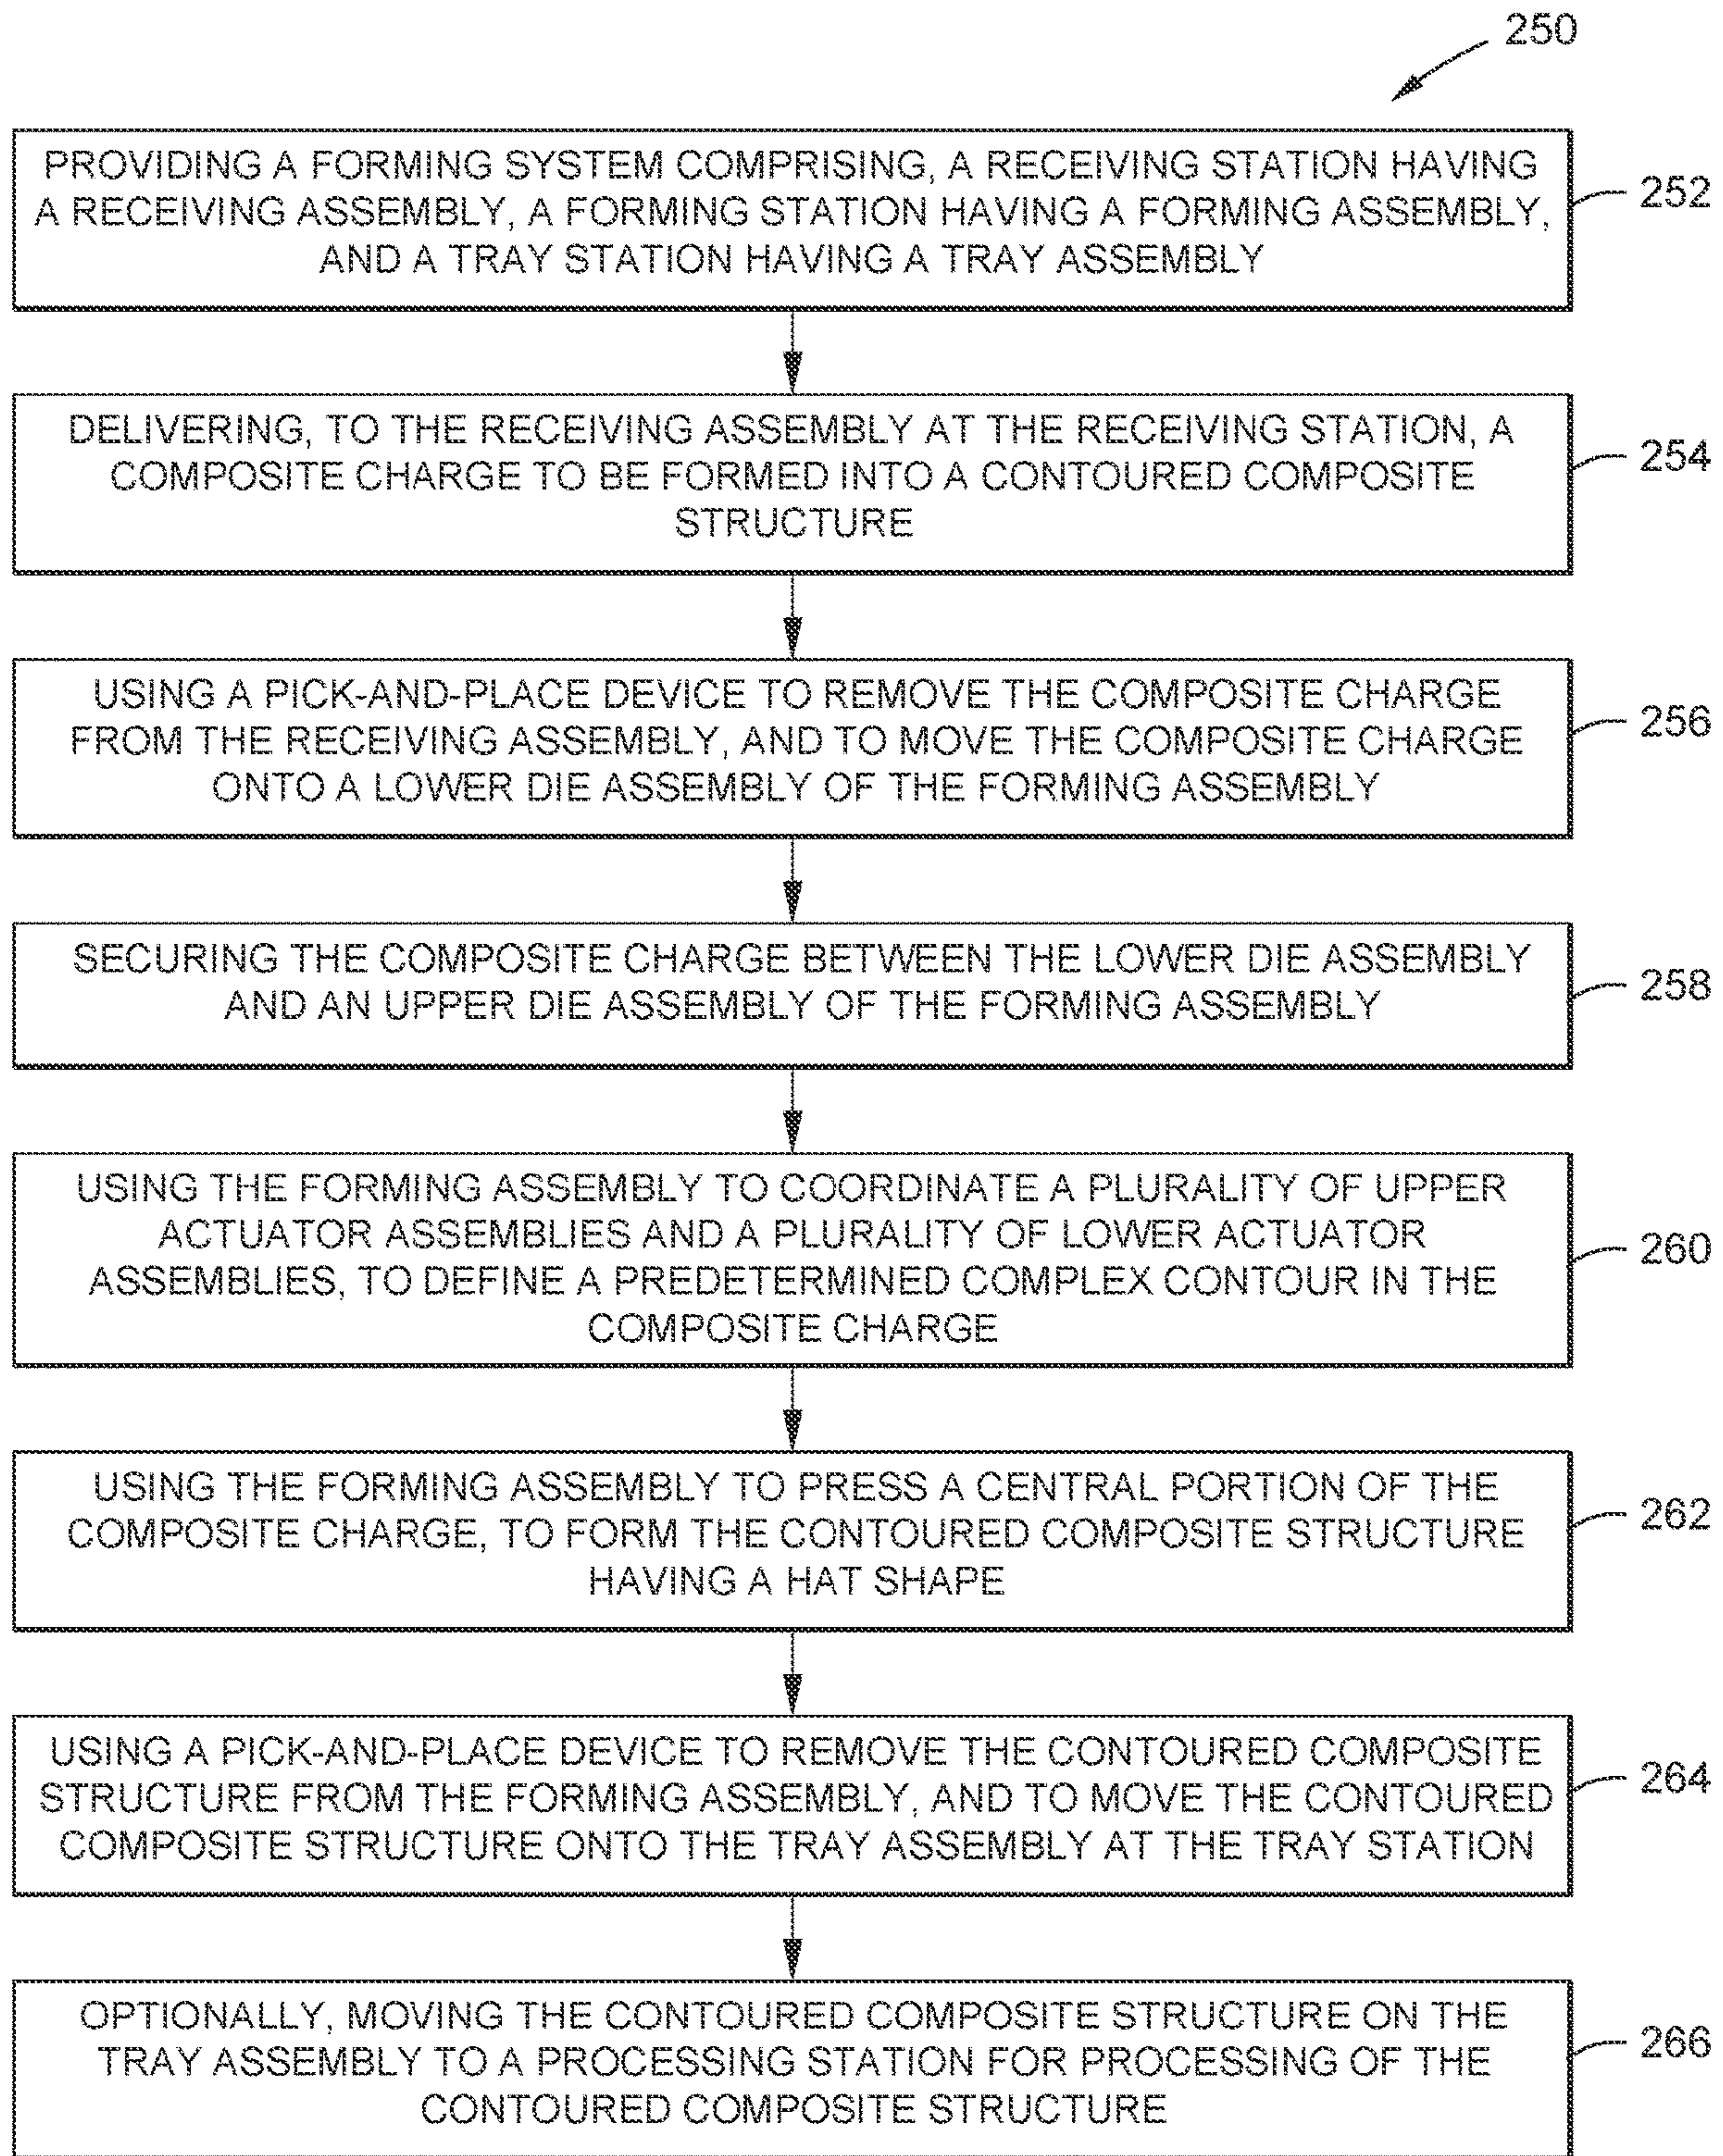 250
PROVIDING A FORMING SYSTEM COMPRISING, A RECEIVING STATION HAVING
A RECEIVING ASSEMBLY, A FORMING STATION HAVING A FORMING ASSEMBLY,
AND A TRAY STATION HAVING A TRAY ASSEMBLY
252
DELIVERING, TO THE RECEIVING ASSEMBLY AT THE RECEIVING STATION, A
COMPOSITE CHARGE TO BE FORMED INTO A CONTOURED COMPOSITE
STRUCTURE
254
USING A PICK-AND-PLACE DEVICE TO REMOVE THE COMPOSITE CHARGE
FROM THE RECEIVING ASSEMBLY, AND TO MOVE THE COMPOSITE CHARGE
ONTO A LOWER DIE ASSEMBLY OF THE FORMING ASSEMBLY
256
SECURING THE COMPOSITE CHARGE BETWEEN THE LOWER DIE ASSEMBLY
AND AN UPPER DIE ASSEMBLY OF THE FORMING ASSEMBLY
258
USING THE FORMING ASSEMBLY TO COORDINATE A PLURALITY OF UPPER
ACTUATOR ASSEMBLIES AND A PLURALITY OF LOWER ACTUATOR
ASSEMBLIES, TO DEFINE A PREDETERMINED COMPLEX CONTOUR IN THE
COMPOSITE CHARGE
260
USING THE FORMING ASSEMBLY TO PRESS A CENTRAL PORTION OF THE
COMPOSITE CHARGE, TO FORM THE CONTOURED COMPOSITE STRUCTURE
HAVING A HAT SHAPE
262
USING A PICK-AND-PLACE DEVICE TO REMOVE THE CONTOURED COMPOSITE
STRUCTURE FROM THE FORMING ASSEMBLY, AND TO MOVE THE CONTOURED
COMPOSITE STRUCTURE ONTO THE TRAY ASSEMBLY AT THE TRAY STATION
264
OPTIONALLY, MOVING THE CONTOURED COMPOSITE STRUCTURE ON THE
TRAY ASSEMBLY TO A PROCESSING STATION FOR PROCESSING OF THE
CONTOURED COMPOSITE STRUCTURE
266